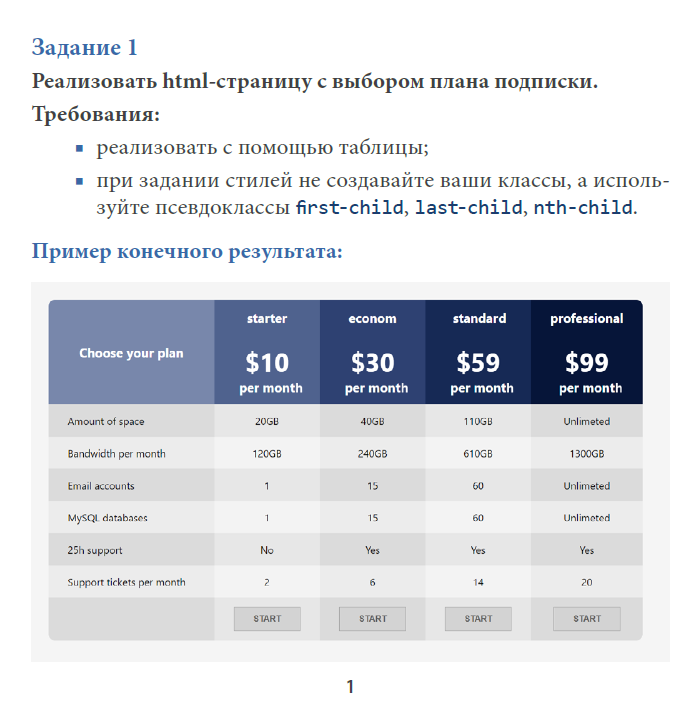 Задание 1
Реализовать html-страницу с выбором плана подписки.
Требования:
▪ реализовать с помощью таблицы;
▪ при задании стилей не создавайте ваши классы, а исполь-
зуйте псевдоклассы first-child, last-child, nth-child.
Пример конечного результата:
Choose your plan
starter econom standard professional
$10 $30 $59 $99
per month per month per month per month
Amount of space 20GB 40GB 110GB Unlimeted
Bandwidth per month 120GB 240GB 610GB 1300GB
Email accounts 1 15 60 Unlimeted
MySQL databases 1 15 60 Unlimeted
25h support No Yes Yes Yes
Support tickets per month 2 6 14 20
START START START START
1